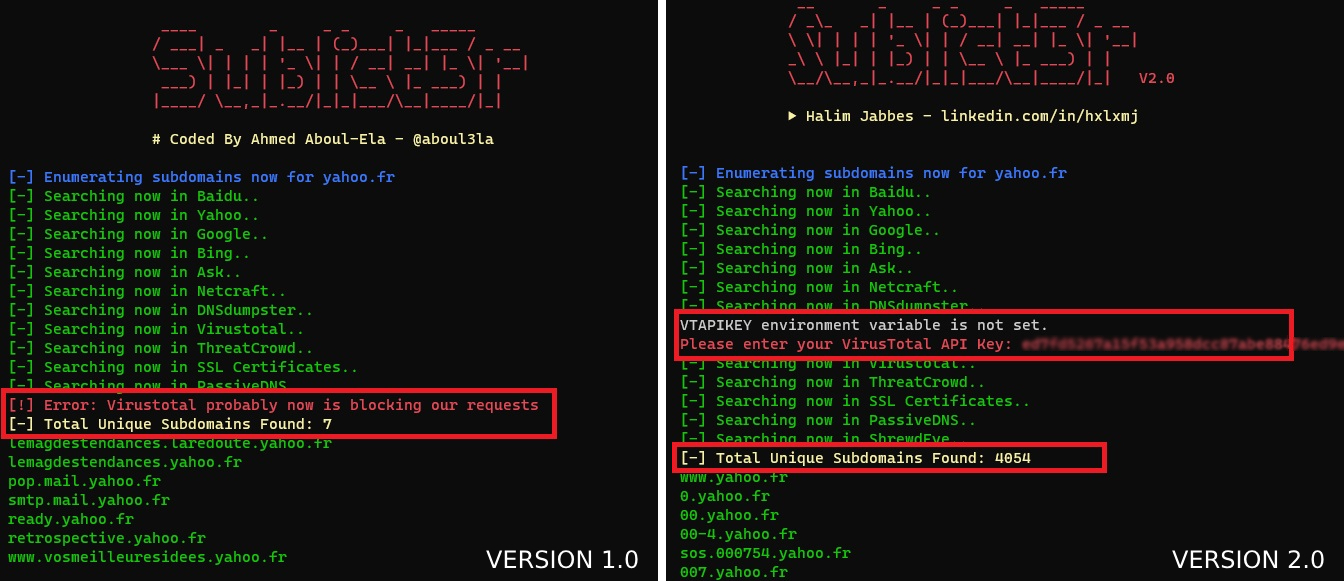 # Coded By Ahmed Aboul-Ela - @aboul3la
[-] Enumerating subdomains now for yahoo.fr
[-] Searching now in Baidu..
[-] Searching now in Yahoo..
[-] Searching now in Google..
[-] Searching now in Bing..
[-] Searching now in Ask..
[-] Searching now in Netcraft..
[-] Searching now in DNSdumpster..
[-] Searching now in Virustotal..
[-] Searching now in ThreatCrowd..
[-] Searching now in SSL Certificates..
[-] Searching now in PassiveDNS
[!] Error: Virustotal probably now is blocking our requests
[-] Total Unique Subdomains Found: 7
lemagdestendances.laredoute.yahoo.fr
lemagdestendances.yahoo.fr
pop.mail.yahoo.fr
smtp.mail.yahoo.fr
ready.yahoo.fr
retrospective.yahoo.fr
www.vosmeilleuresidees.yahoo.fr
VERSION 1.0
Sublist3r
V2.0
► Halim Jabbes - linkedin.com/in/hxlxmj
[-] Enumerating subdomains now for yahoo.fr
[-] Searching now in Baidu..
[-] Searching now in Yahoo..
[-] Searching now in Google..
[-] Searching now in Bing..
[-] Searching now in Ask..
[-] Searching now in Netcraft..
[-] Searching now in DNSdumpster
VTAPIKEY environment variable is not set.
Please enter your VirusTotal API Key:
[-] Searching now in Virustotal..
[-] Searching now in ThreatCrowd..
[-] Searching now in SSL Certificates..
[-] Searching now in PassiveDNS..
[-] Searching now in ShrewdEye
[-] Total Unique Subdomains Found: 4054
www.yahoo.fr
0.yahoo.fr
00.yahoo.fr
00-4.yahoo.fr
sos.000754.yahoo.fr
007.yahoo.fr
VERSION 2.0